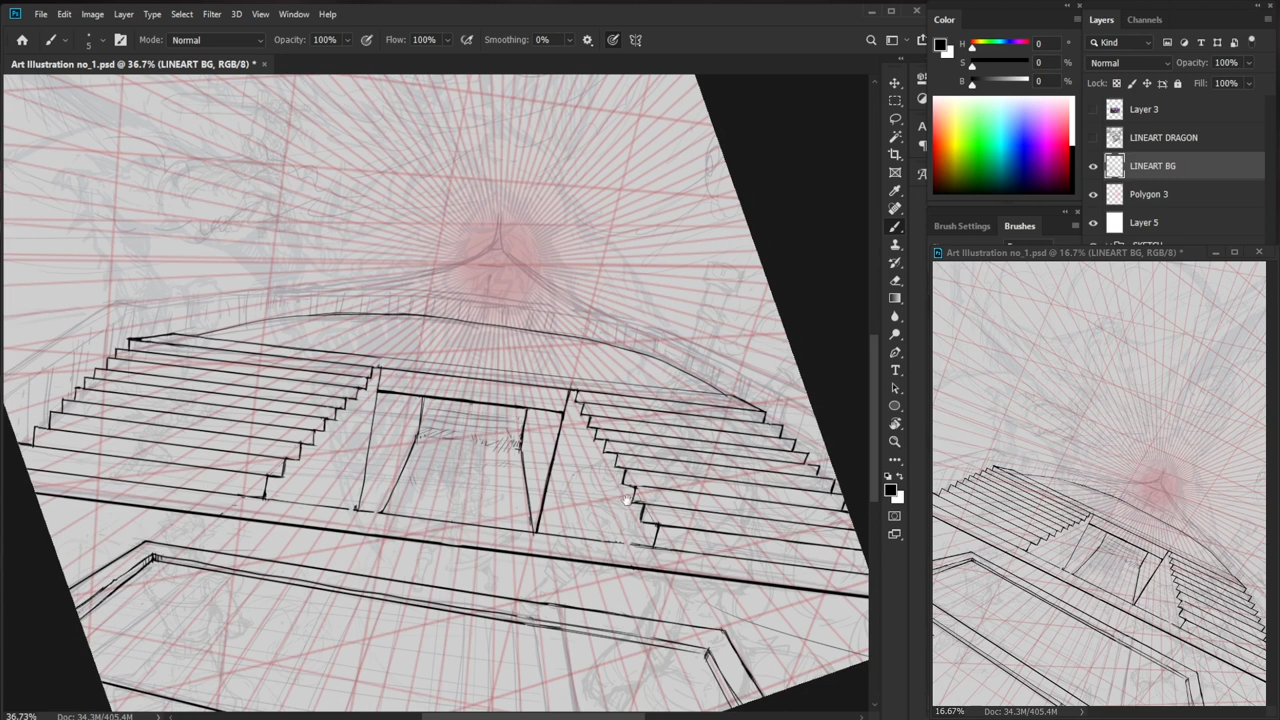 Ps File Edit Image Layer Type Select Filter 3D View Window Help
5 Mode: Normal Opacity: 100% Flow: 100% Smoothing: 0%
Art Illustration no_1.psd @ 36.7% (LINEART BG, RGB/8) * ×
36.73% Doc: 34.3M/405.4M
Color
H 0 °
S 0 %
B 0 %
Brush Settings Brushes
Layers Channels
Kind
Normal Opacity: 100%
Lock: Fill: 100%
Layer 3
LINEART DRAGON
LINEART BG
Polygon 3
Layer 5
Art Illustration no_1.psd @ 16.7% (LINEART BG, RGB/8) *
16.67% Doc: 34.3M/405.4M